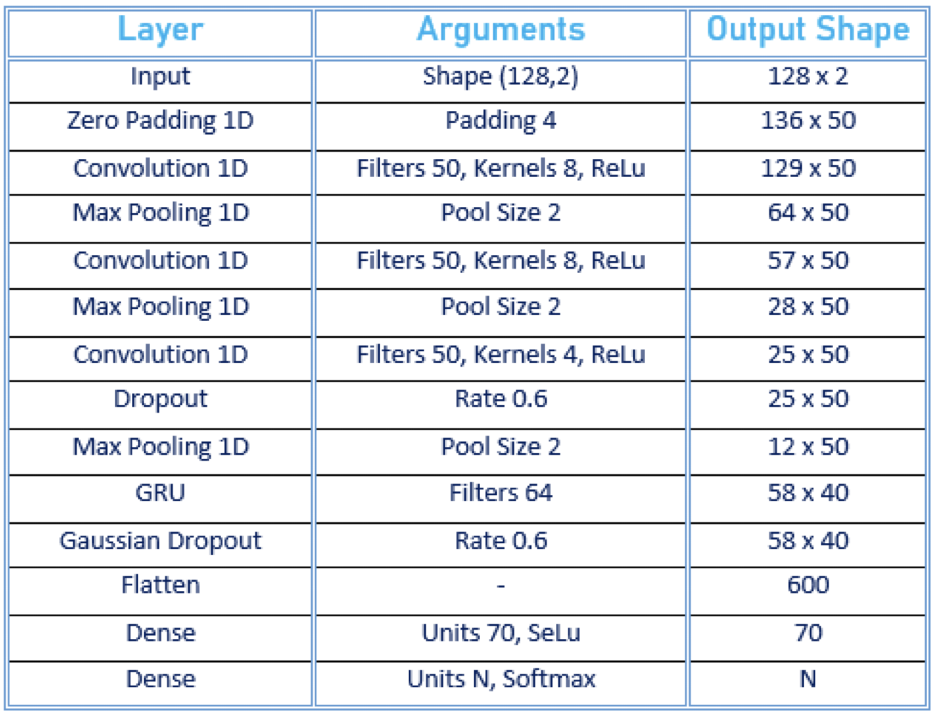 Layer Arguments Output Shape
Input Shape (128,2) 128 x 2
Zero Padding 1D Padding 4 136 x 50
Convolution 1D Filters 50, Kernels 8, ReLu 129 x 50
Max Pooling 1D Pool Size 2 64 x 50
Convolution 1D Filters 50, Kernels 8, ReLu 57 x 50
Max Pooling 1D Pool Size 2 28 x 50
Convolution 1D Filters 50, Kernels 4, ReLu 25 x 50
Dropout Rate 0.6 25 x 50
Max Pooling 1D Pool Size 2 12 x 50
GRU Filters 64 58 x 40
Gaussian Dropout Rate 0.6 58 x 40
Flatten - 600
Dense Units 70, SeLu 70
Dense Units N, Softmax N